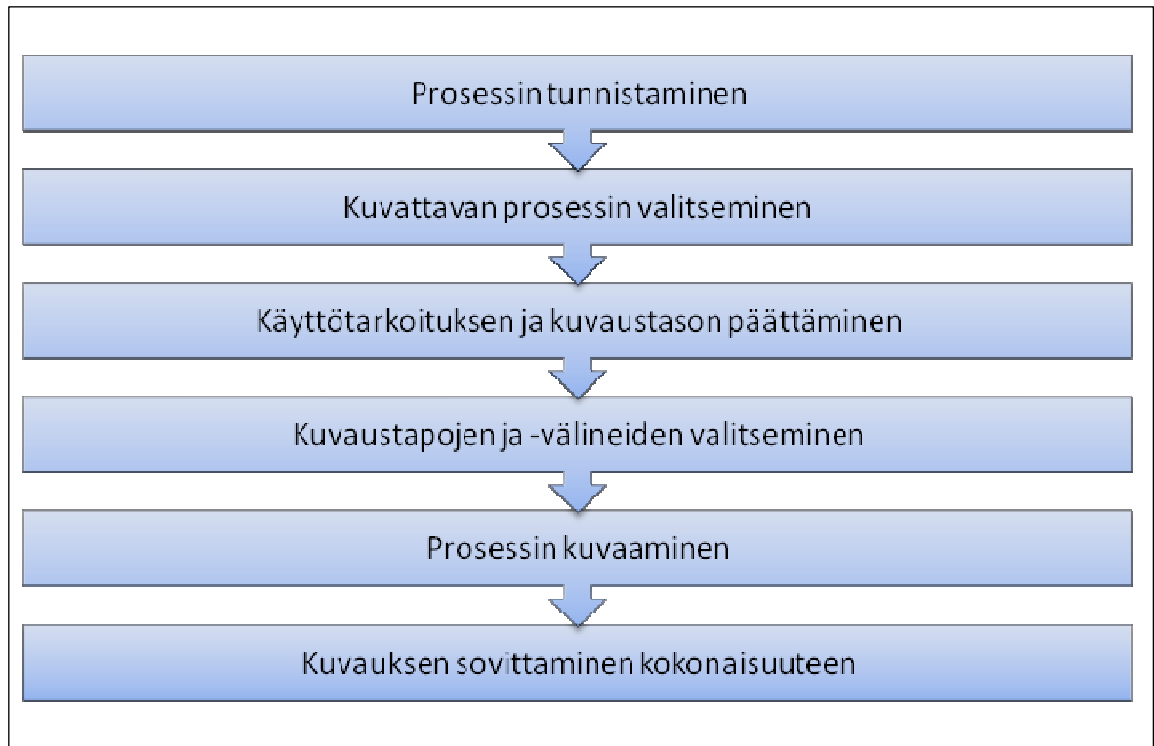 Prosessin tunnistaminen
Kuvattavan prosessin valitseminen
Käyttötarkoituksen ja kuvaustason päättäminen
Kuvaustapojen ja -välineiden valitseminen
Prosessin kuvaaminen
Kuvauksen sovittaminen kokonaisuuteen